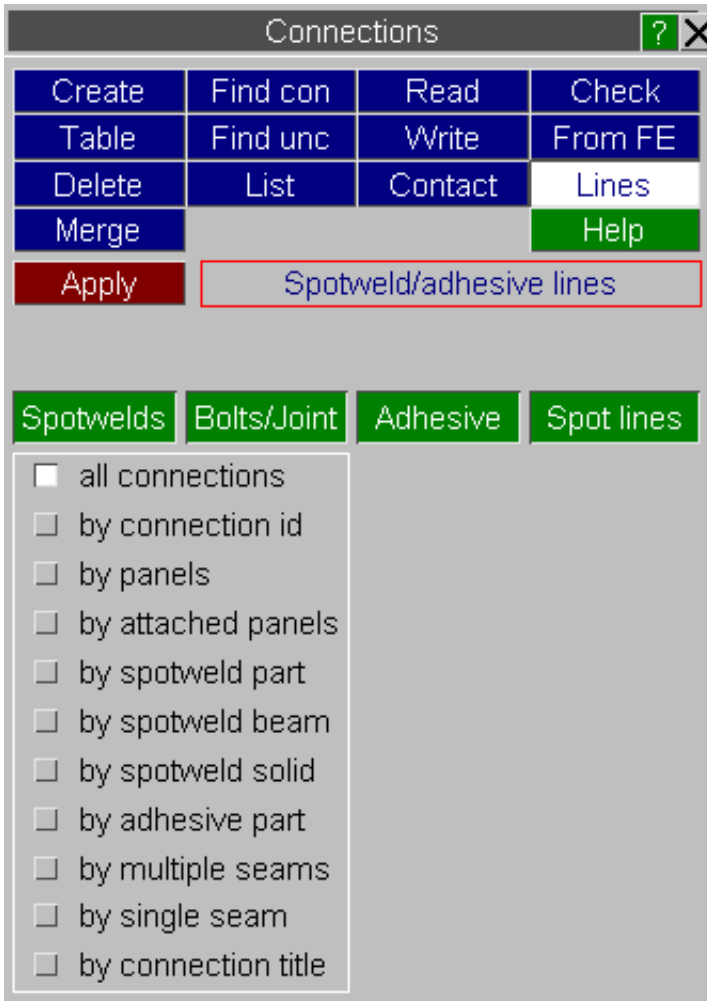 Connections ? X
Create Find con Read Check
Table Find unc Write From FE
Delete List Contact Lines
Merge Help
Apply Spotweld/adhesive lines
Spotwelds Bolts/Joint Adhesive Spot lines
all connections
by connection id
by panels
by attached panels
by spotweld part
by spotweld beam
by spotweld solid
by adhesive part
by multiple seams
by single seam
by connection title